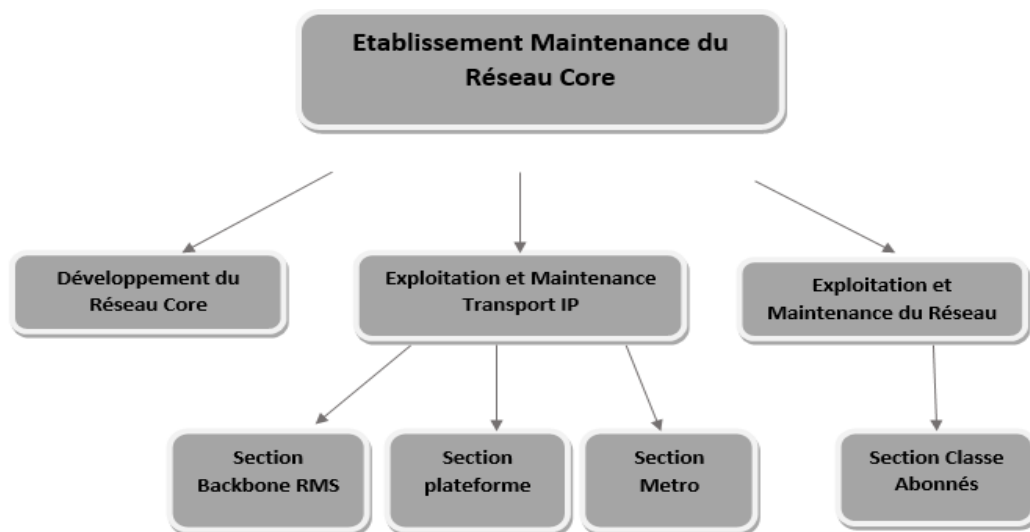 Etablissement Maintenance du
Réseau Core
Développement du
Réseau Core
Exploitation et Maintenance
Transport IP
Exploitation et
Maintenance du Réseau
Section
Backbone RMS
Section
plateforme
Section
Metro
Section Classe
Abonnés